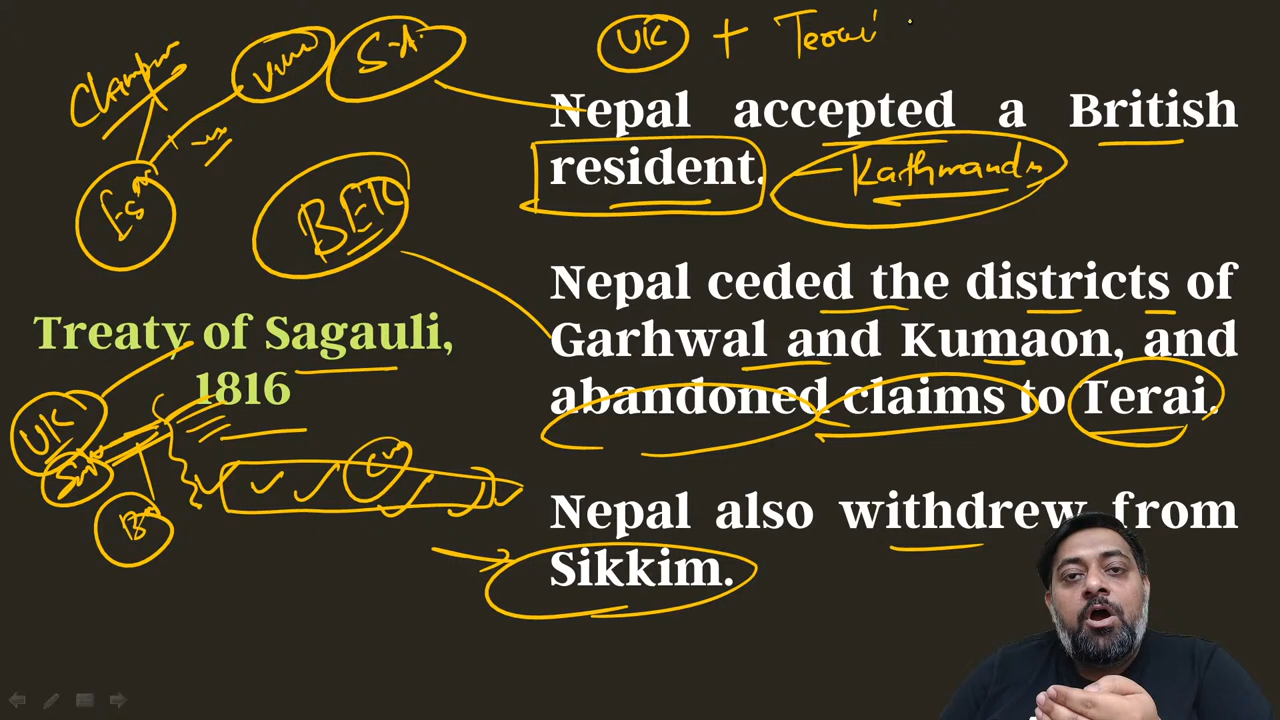 UK + Terai
S-A.
Nepal accepted a British
resident. Kathmandu
BER
Nepal ceded the districts of
Garhwal and Kumaon, and
abandoned claims to Terai.
Treaty of Sagauli,
1816
UK
Nepal also withdrew from
Sikkim.